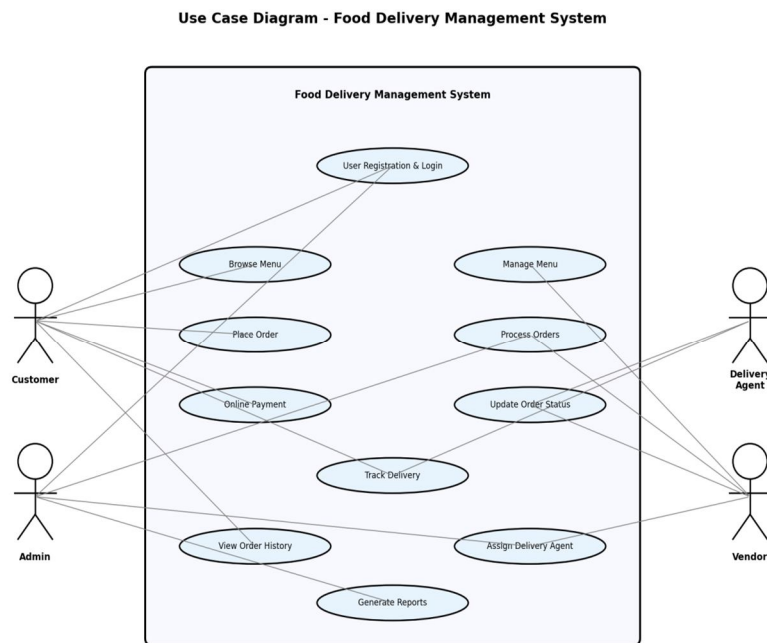 Use Case Diagram - Food Delivery Management System
Food Delivery Management System
User Registration & Login
Browse Menu
Manage Menu
Place Order
Process Orders
Customer
Delivery
Agent
Online Payment
Update Order Status
Track Delivery
Admin
Vendor
View Order History
Assign Delivery Agent
Generate Reports